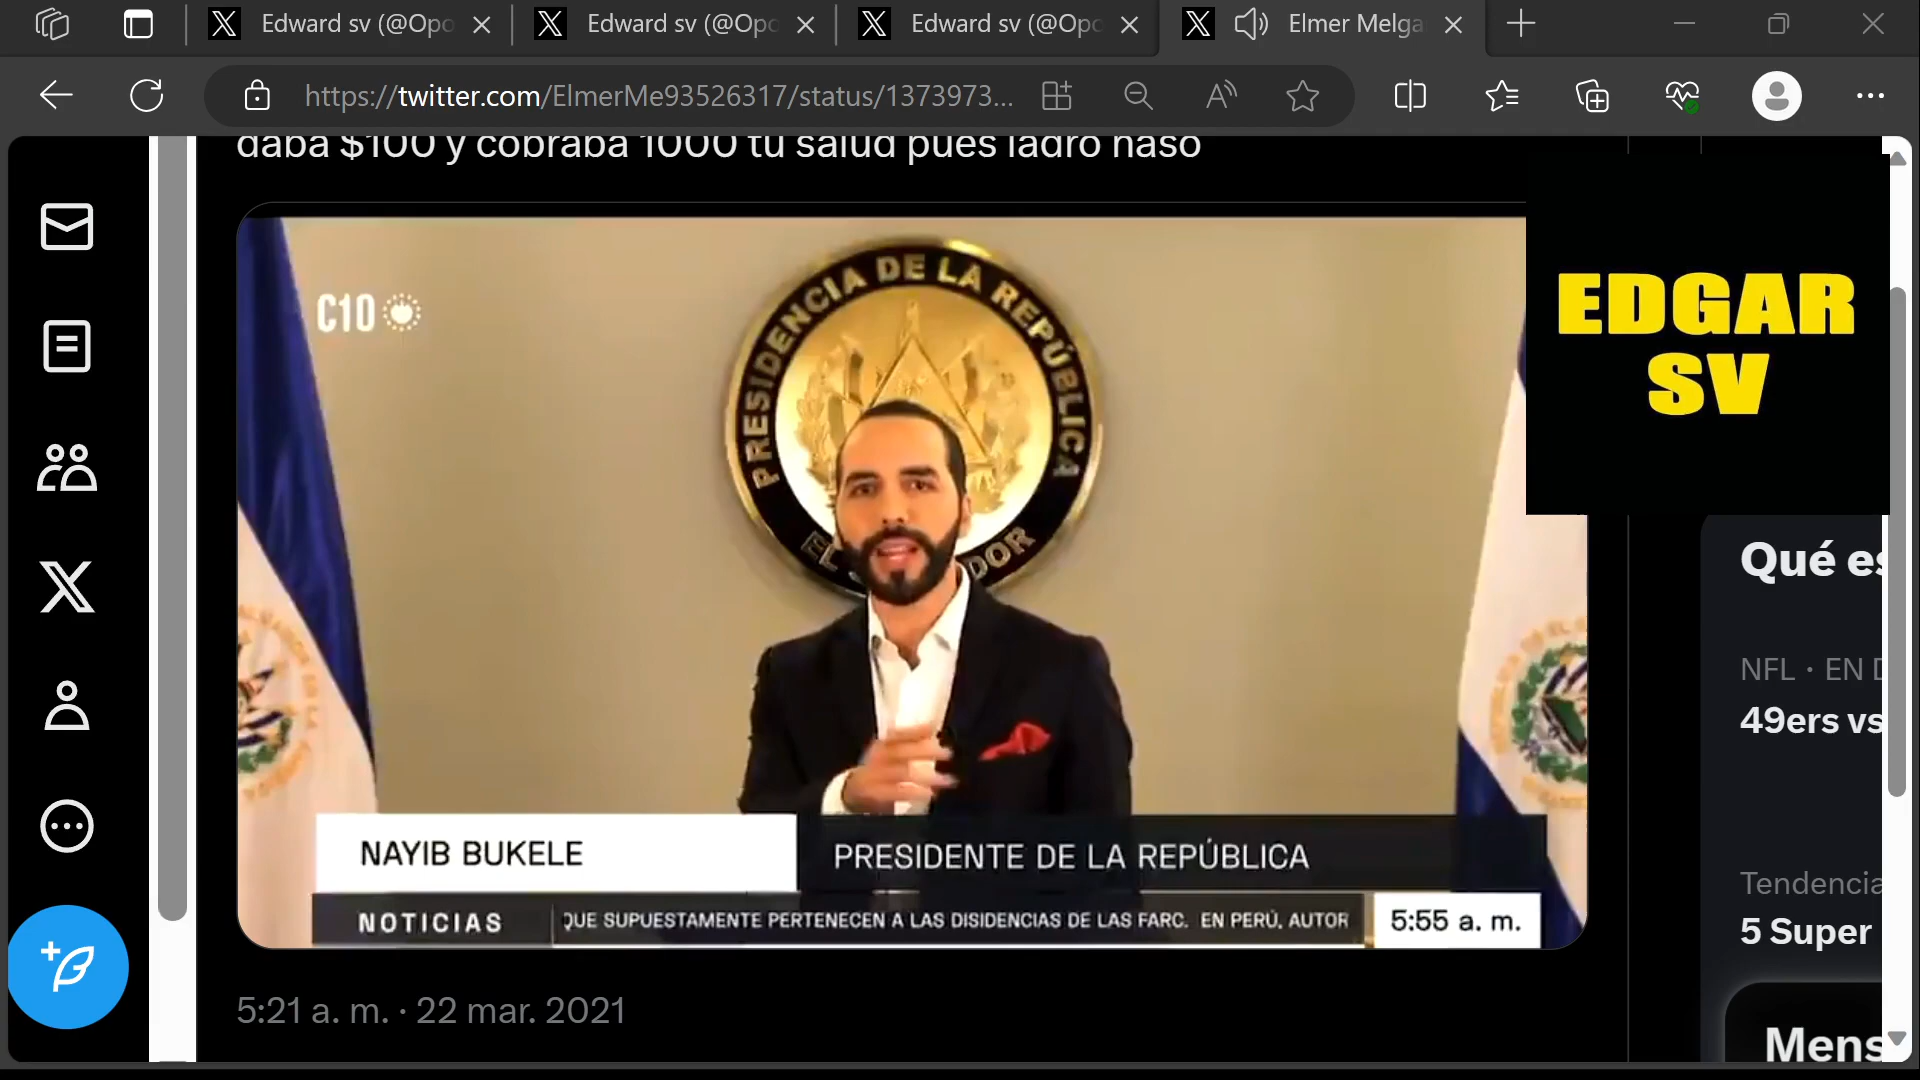 Edward sv (@Opo
Edward sv (@Opo
Edward sv (@Opo
Elmer Melga
https://twitter.com/ElmerMe93526317/status/1373973...
daba $100 y cobraba 1000 tu salud pues ladro naso
C10
PRESIDENCIA DE LA REPÚBLICA
EDGAR
SV
NAYIB BUKELE
PRESIDENTE DE LA REPÚBLICA
NOTICIAS
QUE SUPUESTAMENTE PERTENECEN A LAS DISIDENCIAS DE LAS FARC. EN PERÚ, AUTOR
5:55 a. m.
5:21 a. m. · 22 mar. 2021
Qué es
NFL · EN D
49ers vs
Tendencia
5 Super
Mens